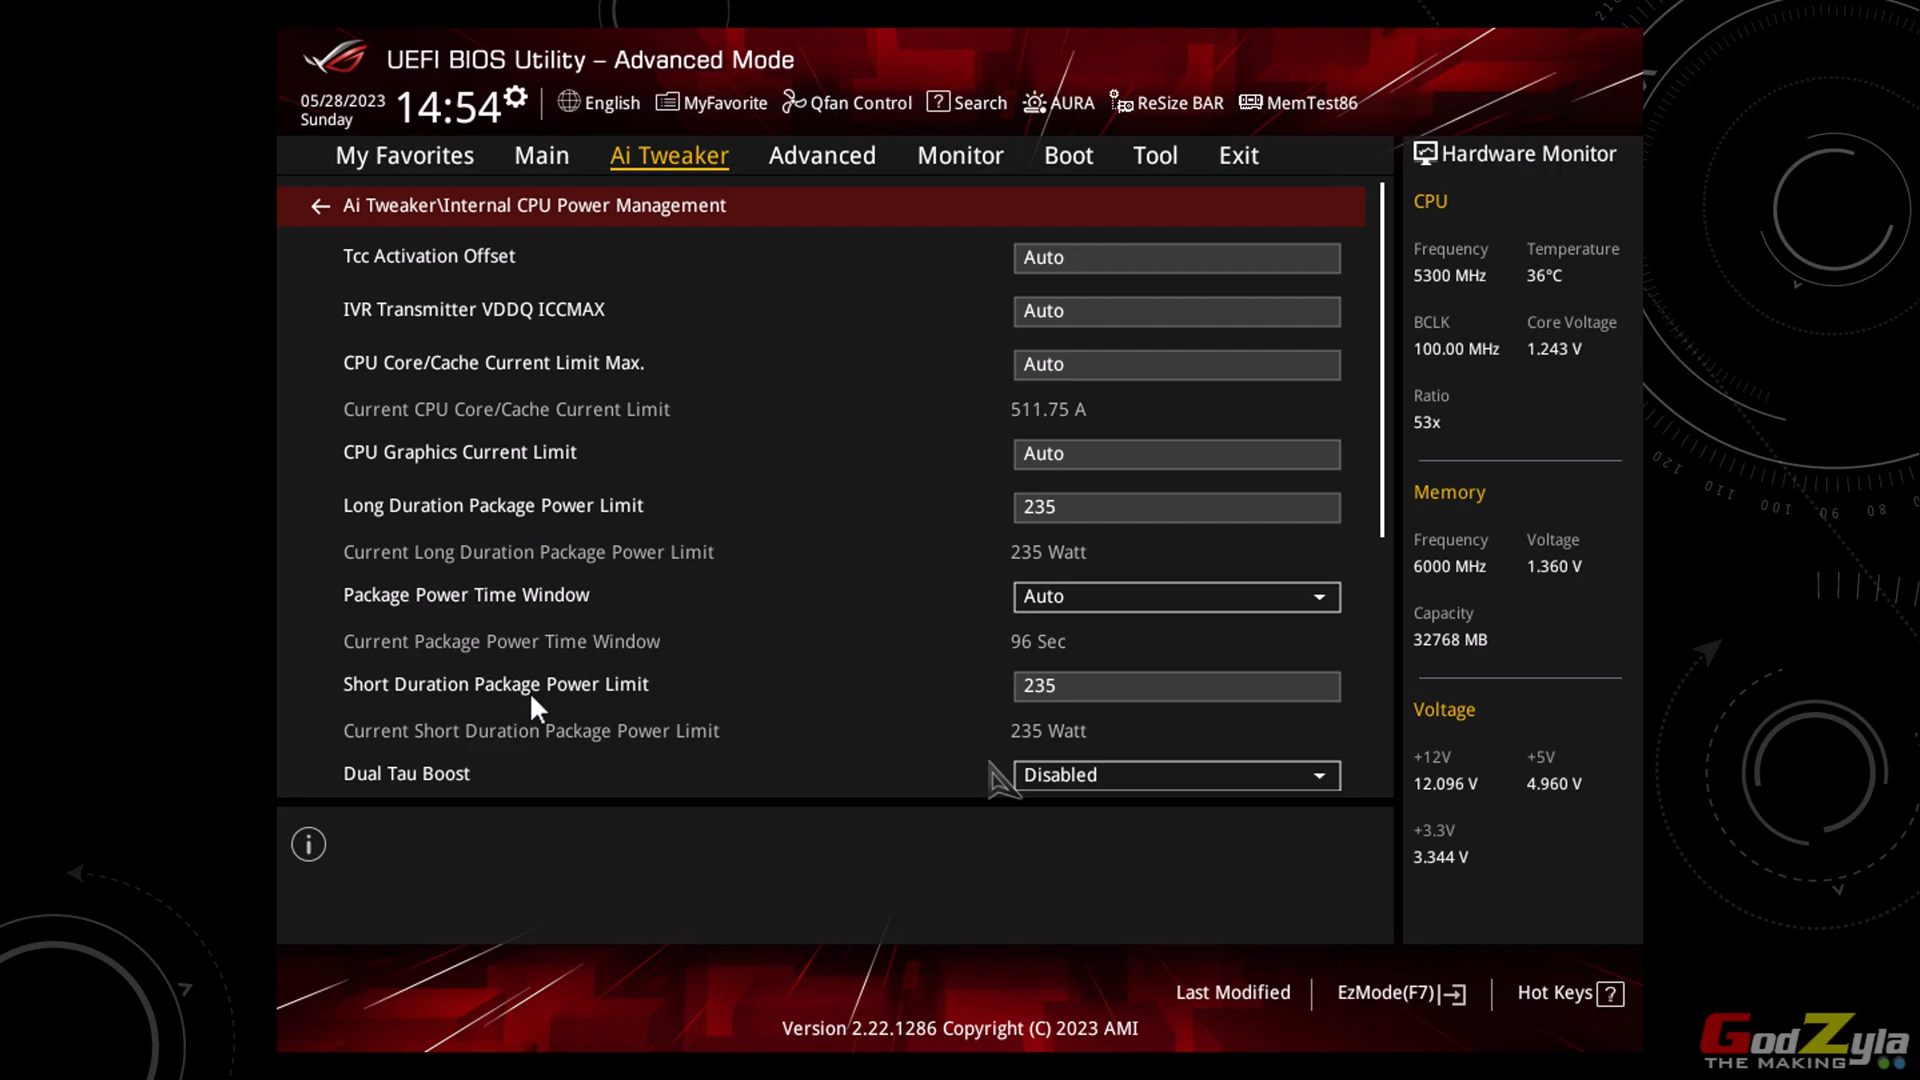 UEFI BIOS Utility – Advanced Mode
05/28/2023
Sunday
14:54
English
MyFavorite
Qfan Control
? Search
AURA
ReSize BAR
MemTest86
My Favorites
Main
Ai Tweaker
Advanced
Monitor
Boot
Tool
Exit
Ai Tweaker\Internal CPU Power Management
Tcc Activation Offset
Auto
IVR Transmitter VDDQ ICCMAX
Auto
CPU Core/Cache Current Limit Max.
Auto
Current CPU Core/Cache Current Limit
511.75 A
CPU Graphics Current Limit
Auto
Long Duration Package Power Limit
235
Current Long Duration Package Power Limit
235 Watt
Package Power Time Window
Auto
Current Package Power Time Window
96 Sec
Short Duration Package Power Limit
235
Current Short Duration Package Power Limit
235 Watt
Dual Tau Boost
Disabled
Hardware Monitor
CPU
Frequency
Temperature
5300 MHz
36°C
BCLK
Core Voltage
100.00 MHz
1.243 V
Ratio
53x
Memory
Frequency
Voltage
6000 MHz
1.360 V
Capacity
32768 MB
Voltage
+12V
+5V
12.096 V
4.960 V
+3.3V
3.344 V
i
Last Modified
EzMode(F7)
Hot Keys ?
Version 2.22.1286 Copyright (C) 2023 AMI
120
110
100
90
80
GodZyla
THE MAKING